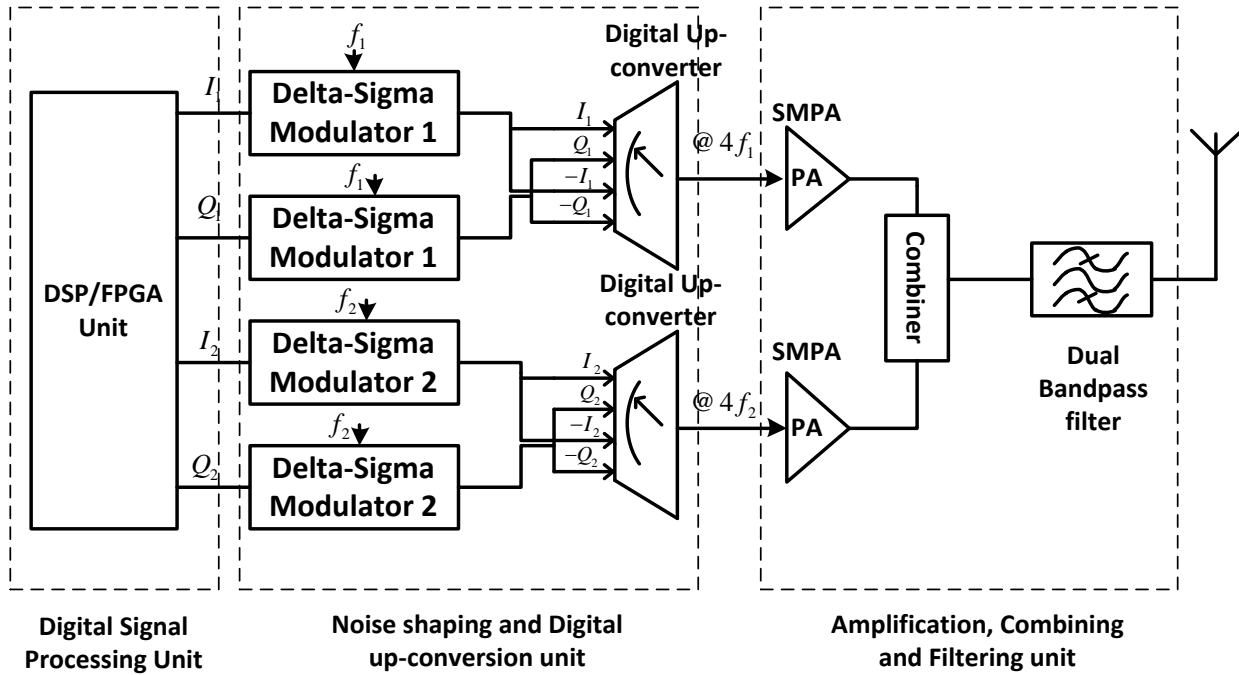 DSP/FPGA
Unit
I₁
Q₁
I₂
Q₂
f₁
Delta-Sigma
Modulator 1
f₁
Delta-Sigma
Modulator 1
f₂
Delta-Sigma
Modulator 2
f₂
Delta-Sigma
Modulator 2
Digital Up-
converter
I₁
Q₁
−I₁
−Q₁
@ 4f₁
Digital Up-
converter
I₂
Q₂
−I₂
−Q₂
@ 4f₂
SMPA
PA
SMPA
PA
Combiner
Dual
Bandpass
filter
Digital Signal
Processing Unit
Noise shaping and Digital
up-conversion unit
Amplification, Combining
and Filtering unit